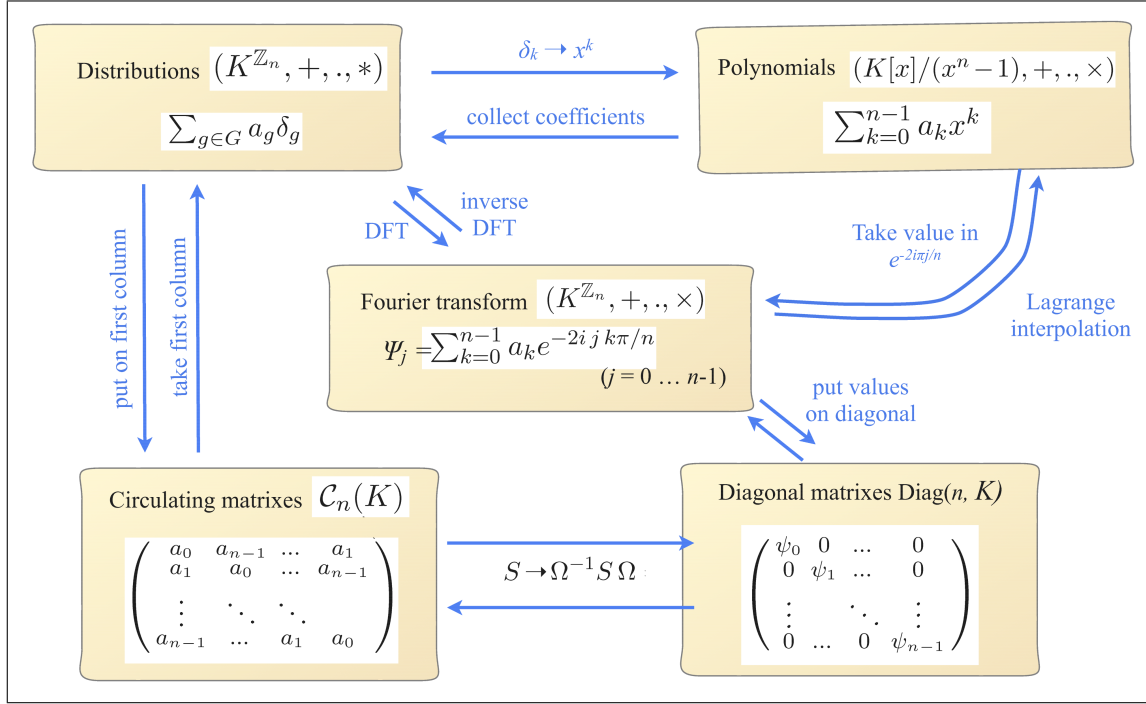 Distributions (K^{ℤ_n}, +, ., *)
∑_{g∈G} a_g δ_g
δ_k → x^k
collect coefficients
Polynomials (K[x]/(x^n − 1), +, ., ×)
∑_{k=0}^{n−1} a_k x^k
put on first column
take first column
DFT
inverse
DFT
Take value in
e^{-2iπj/n}
Lagrange
interpolation
Fourier transform (K^{ℤ_n}, +, ., ×)
Ψ_j = ∑_{k=0}^{n−1} a_k e^{−2i j kπ/n}
(j = 0 … n-1)
put values
on diagonal
Circulating matrixes 𝒞_n(K)
a_0 a_{n−1} ... a_1
a_1 a_0 ... a_{n−1}
⋮ ⋱ ⋱
a_{n−1} ... a_1 a_0
S → Ω^{−1} S Ω
Diagonal matrixes Diag(n, K)
ψ_0 0 ... 0
0 ψ_1 ... 0
⋮ ⋱ ⋮
0 ... 0 ψ_{n−1}